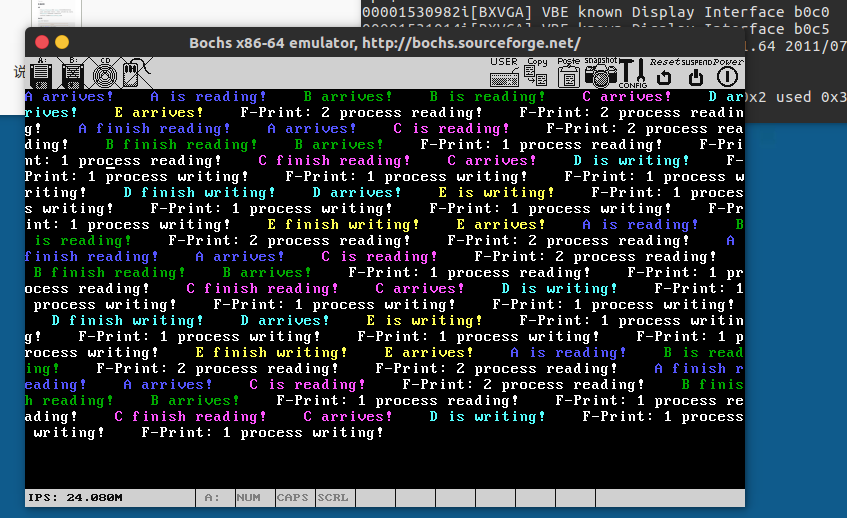 00001530982i[BXVGA] VBE known Display Interface b0c0
VBE known Display Interface b0c5
Bochs x86-64 emulator, http://bochs.sourceforge.net/
1.64 2011/07
说
A: B: USER Copy Paste snapshot CONFIG Reset SUSPEND Power
0x2 used 0x3
A arrives! A is reading! B arrives! B is reading! C arrives! D ar
rives! E arrives! F-Print: 2 process reading! F-Print: 2 process readin
g! A finish reading! A arrives! C is reading! F-Print: 2 process rea
ding! B finish reading! B arrives! F-Print: 1 process reading! F-Pri
nt: 1 process reading! C finish reading! C arrives! D is writing! F-
Print: 1 process writing! F-Print: 1 process writing! F-Print: 1 process w
riting! D finish writing! D arrives! E is writing! F-Print: 1 proces
s writing! F-Print: 1 process writing! F-Print: 1 process writing! F-Pr
int: 1 process writing! E finish writing! E arrives! A is reading! B
is reading! F-Print: 2 process reading! F-Print: 2 process reading! A
finish reading! A arrives! C is reading! F-Print: 2 process reading!
B finish reading! B arrives! F-Print: 1 process reading! F-Print: 1 pr
ocess reading! C finish reading! C arrives! D is writing! F-Print: 1
process writing! F-Print: 1 process writing! F-Print: 1 process writing!
D finish writing! D arrives! E is writing! F-Print: 1 process writin
g! F-Print: 1 process writing! F-Print: 1 process writing! F-Print: 1 p
rocess writing! E finish writing! E arrives! A is reading! B is read
ing! F-Print: 2 process reading! F-Print: 2 process reading! A finish r
eading! A arrives! C is reading! F-Print: 2 process reading! B finis
h reading! B arrives! F-Print: 1 process reading! F-Print: 1 process re
ading! C finish reading! C arrives! D is writing! F-Print: 1 process
writing! F-Print: 1 process writing!
IPS: 24.080M A: NUM CAPS SCRL